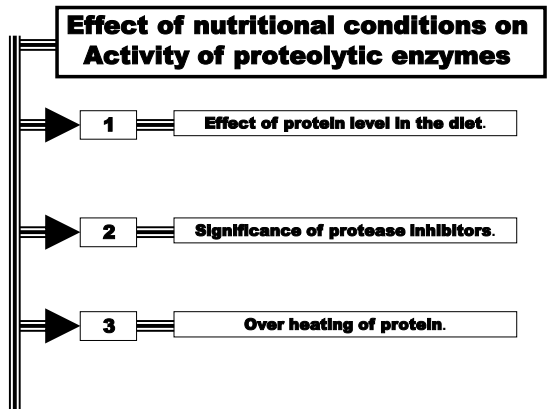 Effect of nutritional conditions on
Activity of proteolytic enzymes
1
Effect of protein level in the diet.
2
Significance of protease inhibitors.
3
Over heating of protein.